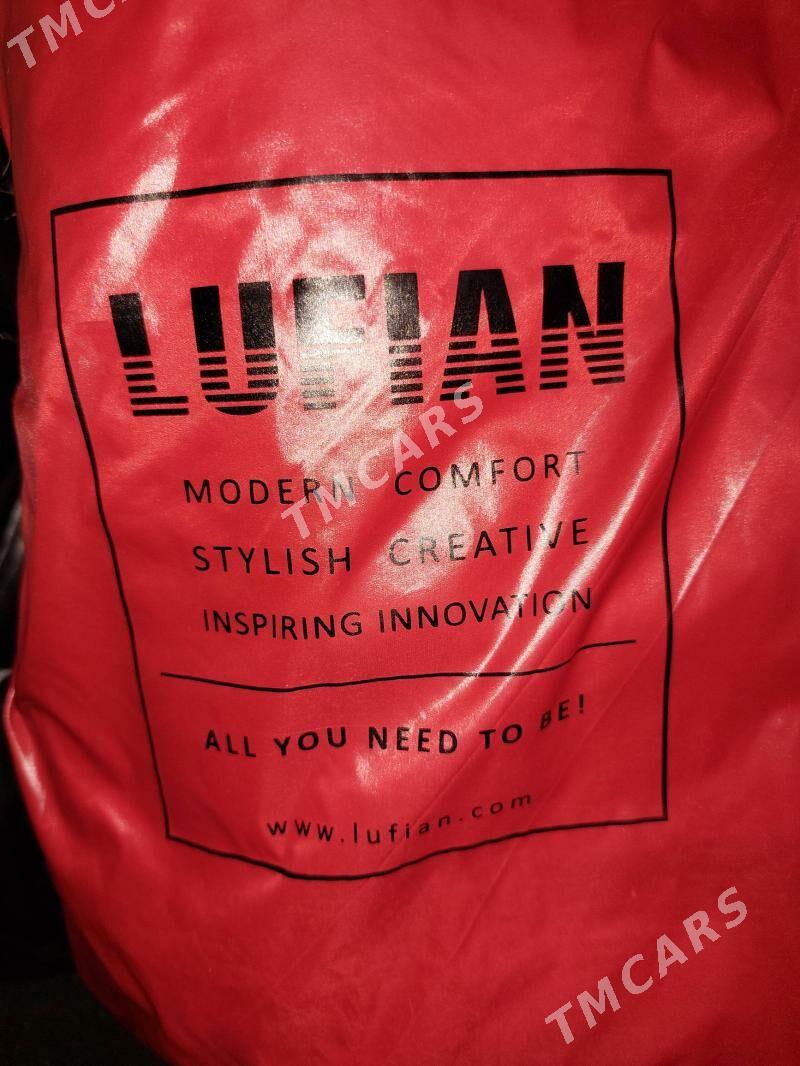 TMCARS
LUFIAN
TMCARS
MODERN COMFORT
STYLISH CREATIVE
INSPIRING INNOVATION
ALL YOU NEED TO BE!
www.lufian.com
TMCARS